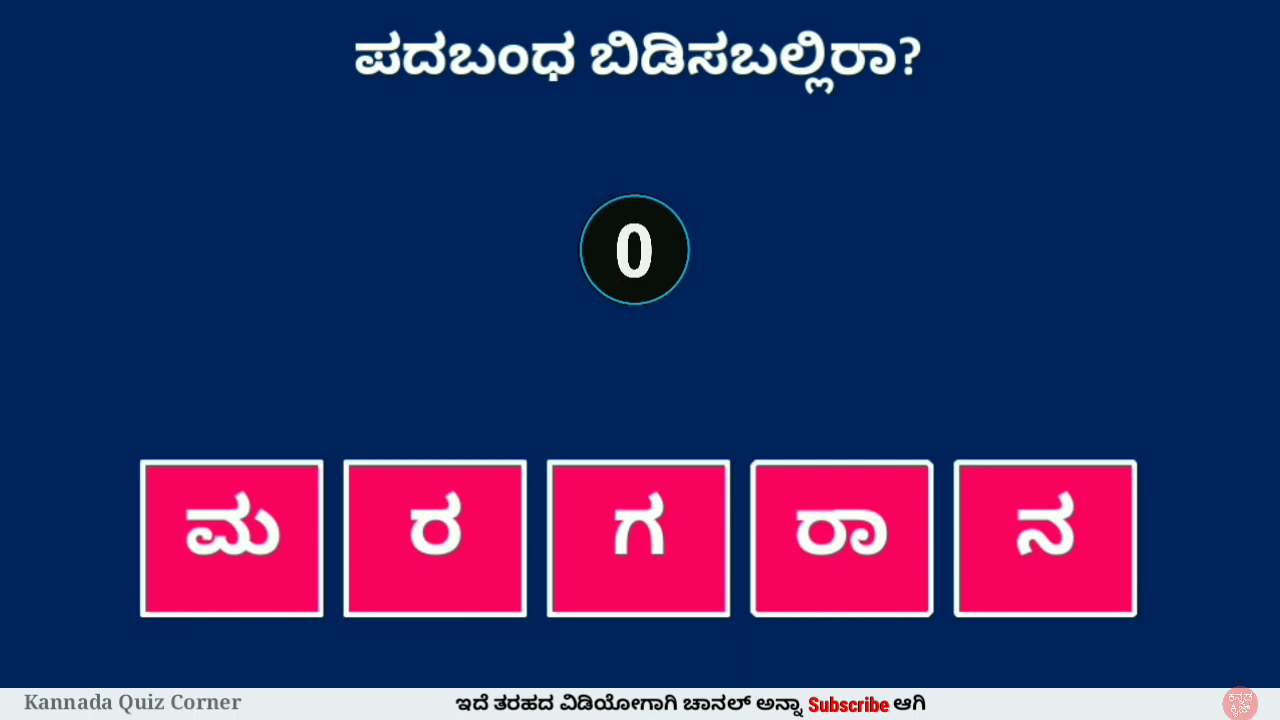 ಪದಬಂಧ ಬಿಡಿಸಬಲ್ಲಿರಾ?
0
ಮ ರ ಗ ರಾ ನ
Kannada Quiz Corner ಇದೆ ತರಹದ ವಿಡಿಯೋಗಾಗಿ ಚಾನಲ್ ಅನ್ನಾ Subscribe ಆಗಿ